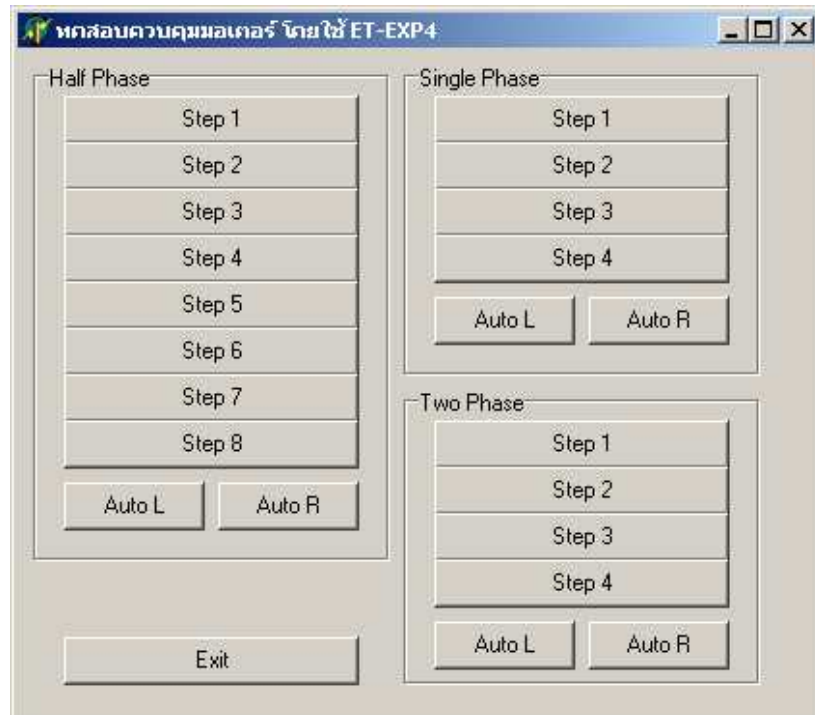 ทดสอบควบคุมมอเตอร์ โดยใช้ ET-EXP4
Half Phase
Step 1
Step 2
Step 3
Step 4
Step 5
Step 6
Step 7
Step 8
Auto L
Auto R
Exit
Single Phase
Step 1
Step 2
Step 3
Step 4
Auto L
Auto R
Two Phase
Step 1
Step 2
Step 3
Step 4
Auto L
Auto R